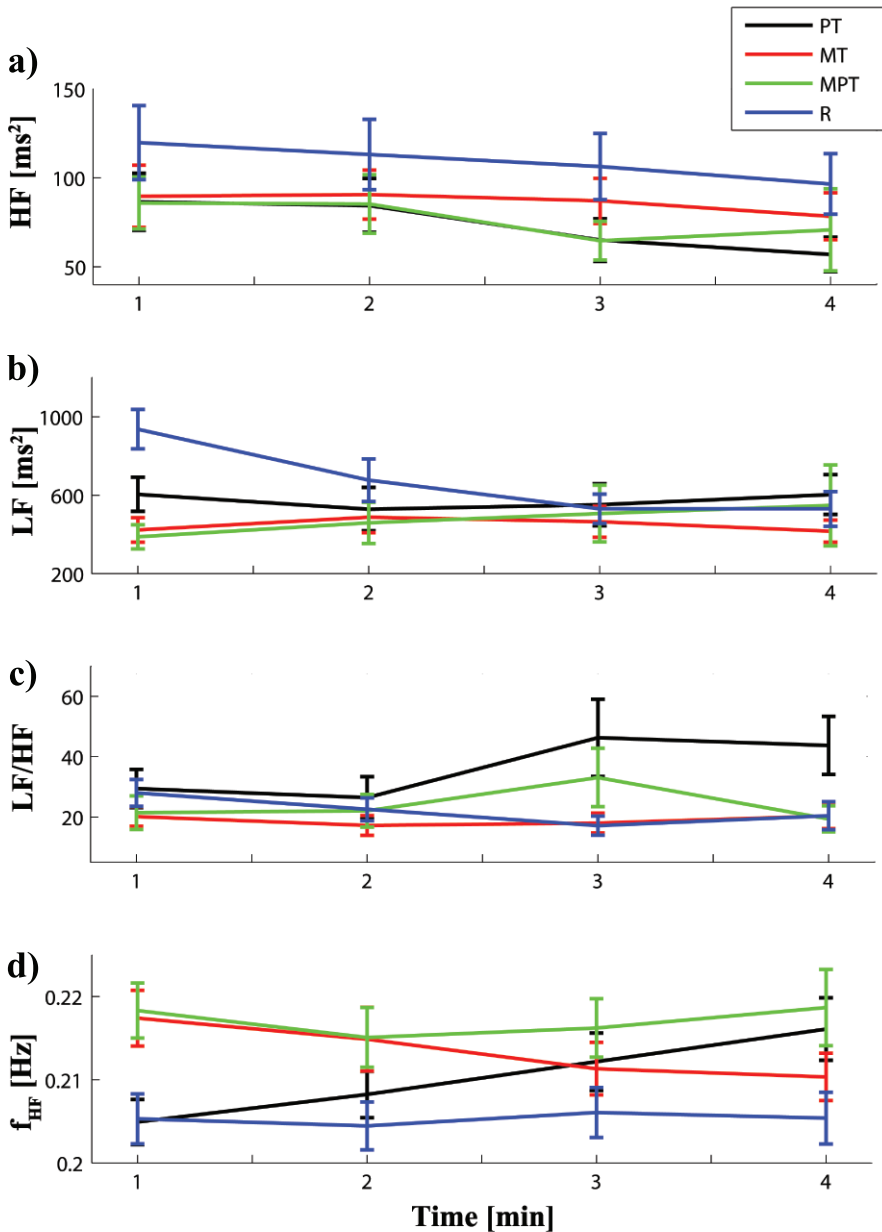 PT
MT
MPT
R
a)
HF [ms²]
150
100
50
1 2 3 4
b)
LF [ms²]
1000
600
200
1 2 3 4
c)
LF/HF
60
40
20
1 2 3 4
d)
f_HF [Hz]
0.22
0.21
0.2
1 2 3 4
Time [min]